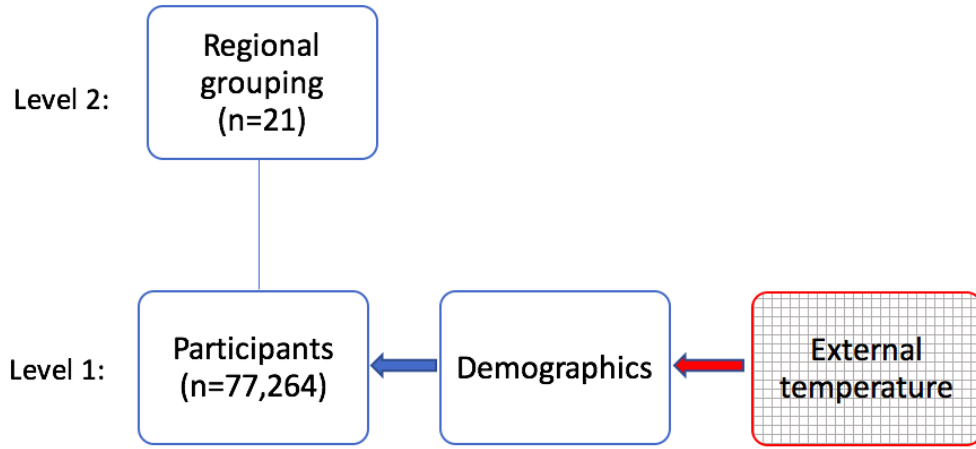 Level 2:
Regional
grouping
(n=21)
Level 1:
Participants
(n=77,264)
Demographics
External
temperature